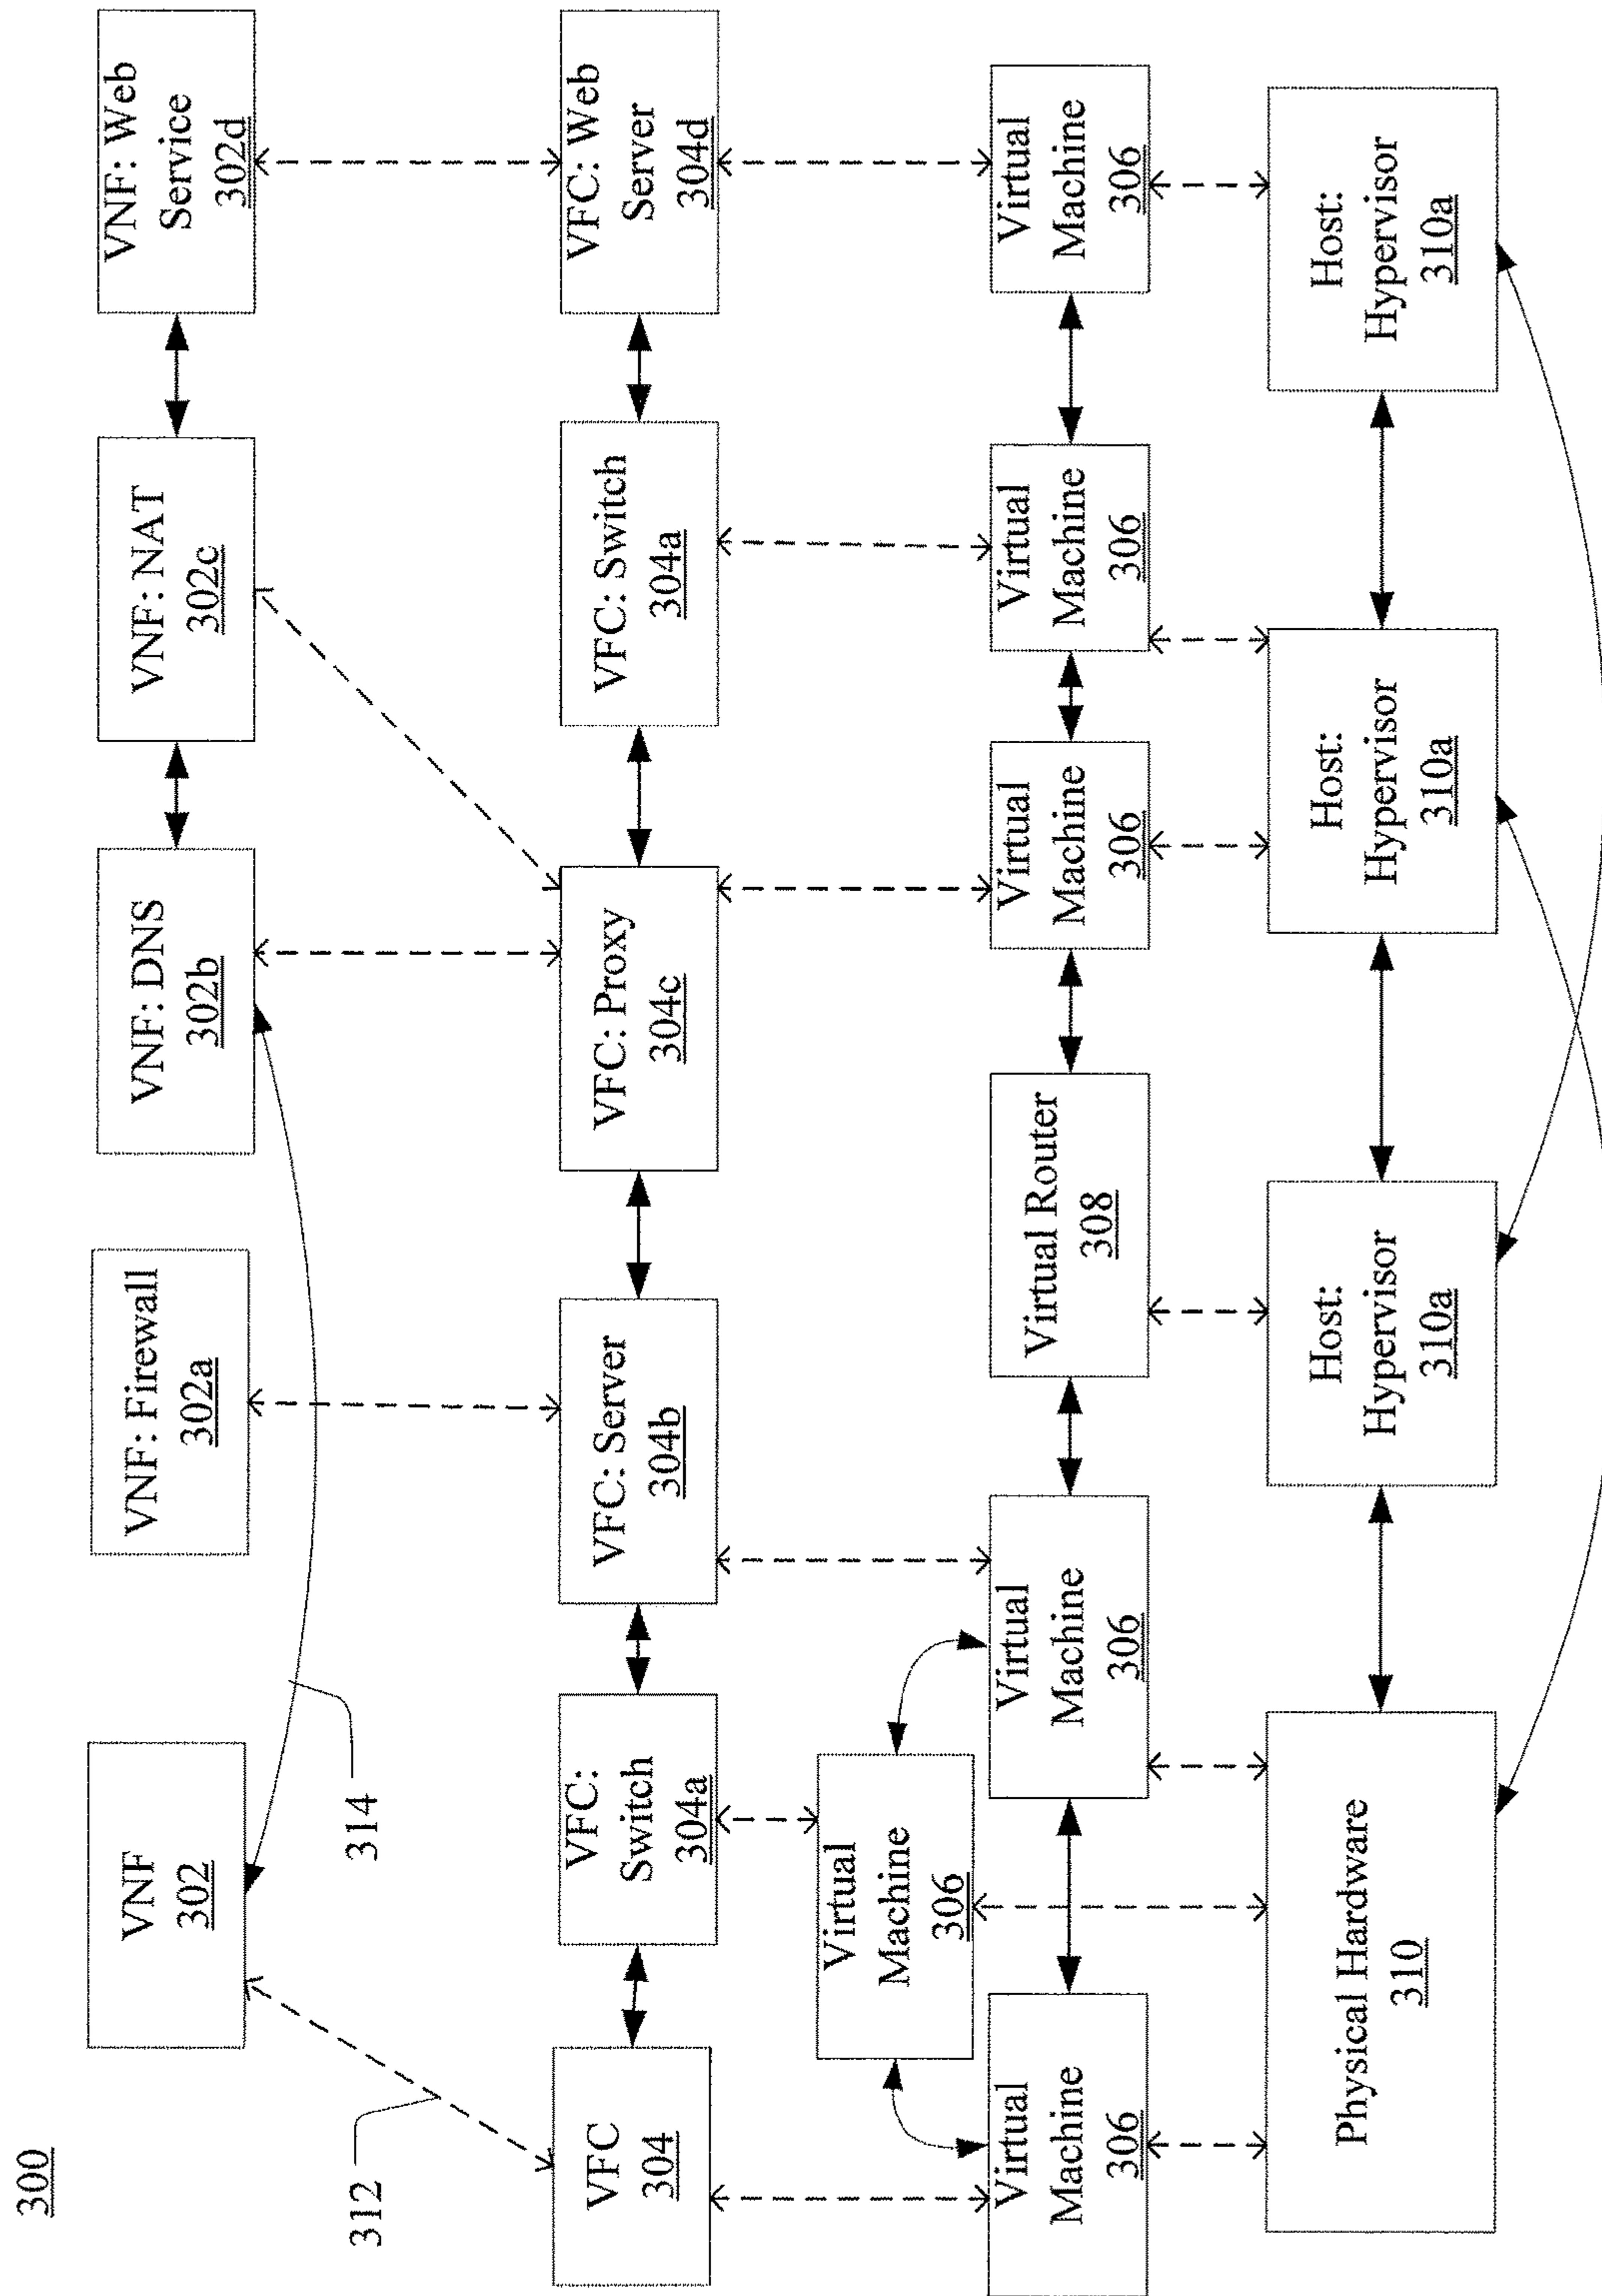 300
VNF
302
VNF: Firewall
302a
VNF: DNS
302b
VNF: NAT
302c
VNF: Web
Service
302d
312
314
VFC
304
VFC:
Switch
304a
VFC: Server
304b
VFC: Proxy
304c
VFC: Switch
304a
VFC: Web
Server
304d
Virtual
Machine
306
Virtual
Machine
306
Virtual
Machine
306
Virtual Router
308
Virtual
Machine
306
Virtual
Machine
306
Virtual
Machine
306
Physical Hardware
310
Host:
Hypervisor
310a
Host:
Hypervisor
310a
Host:
Hypervisor
310a